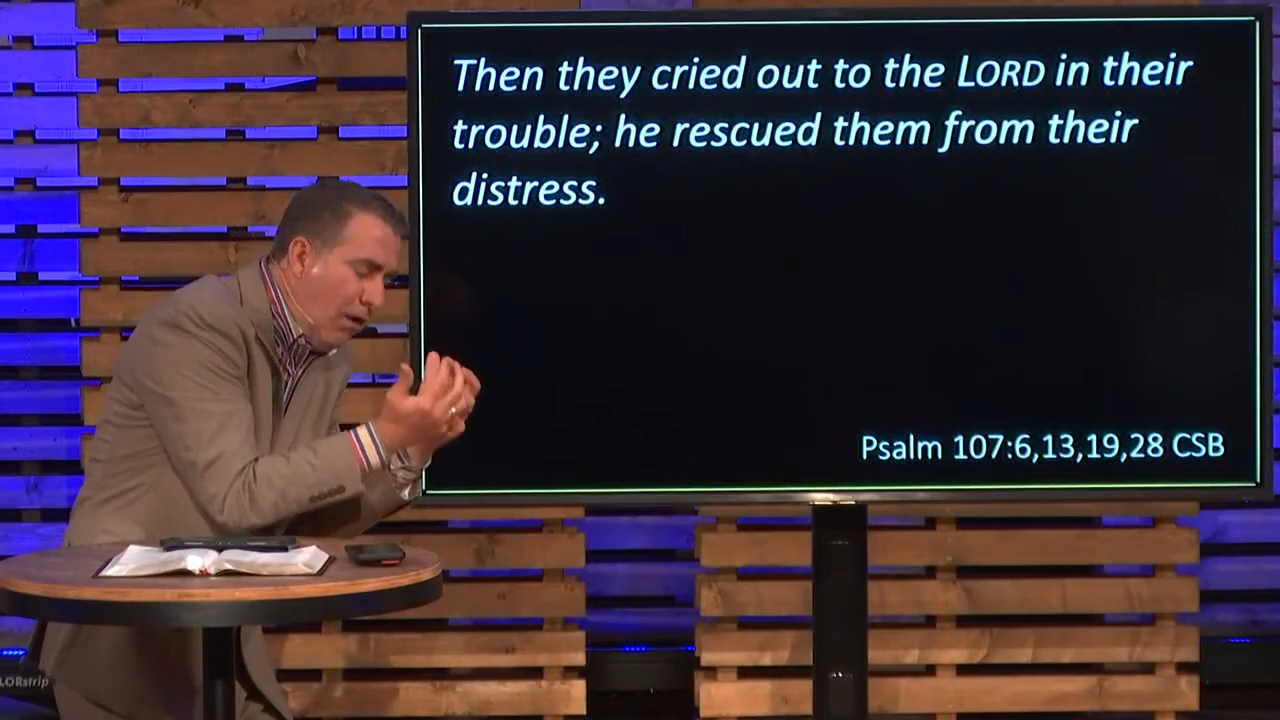 Then they cried out to the LORD in their
trouble; he rescued them from their
distress.
Psalm 107:6,13,19,28 CSB
LORstrip